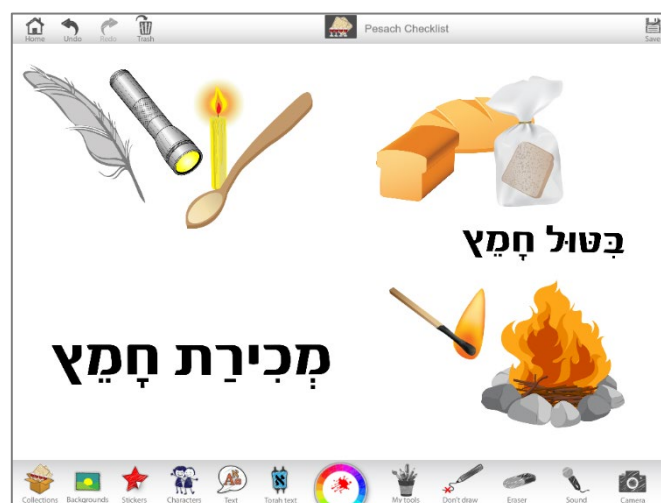 Home Undo Redo Trash Pesach Checklist Save
בִּטּוּל חָמֵץ
מְכִירַת חָמֵץ
Collections Backgrounds Stickers Characters Text Torah text My tools Don't draw Eraser Sound Camera